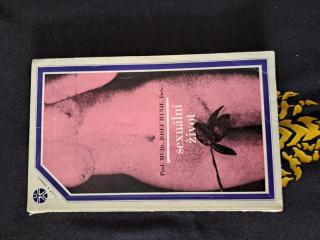 Prof. MUDr. JOSEF HYNIE, DrSc.
sexuální
život